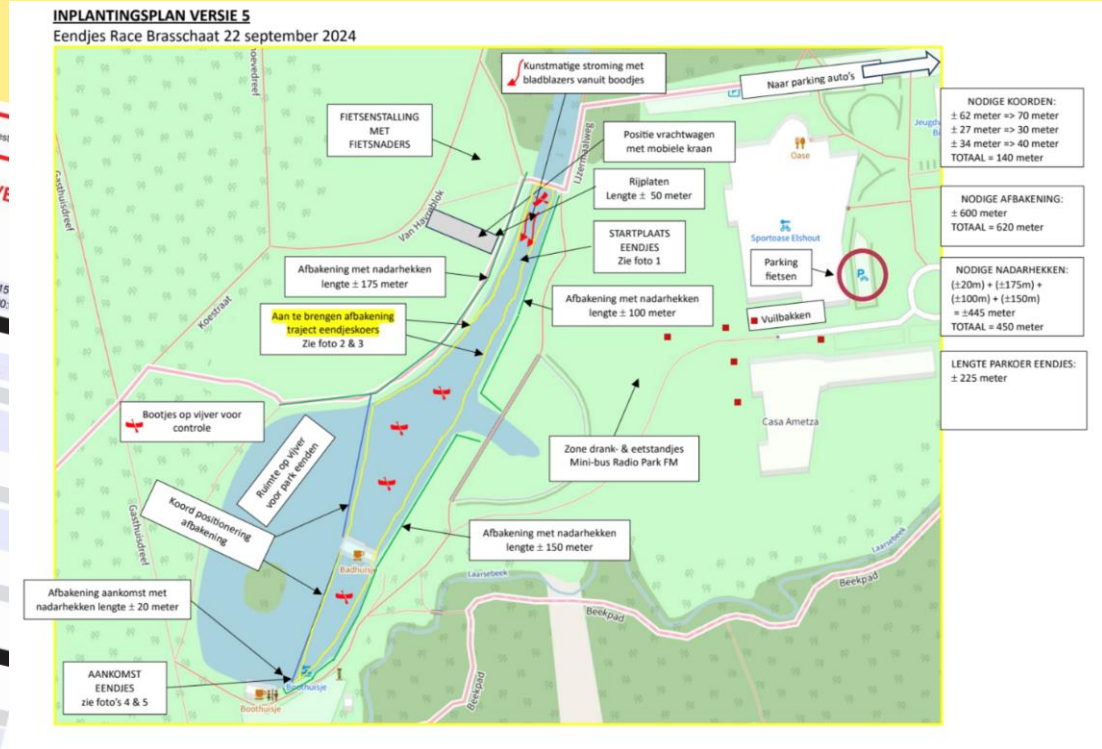 INPLANTINGSPLAN VERSIE 5
Eendjes Race Brasschaat 22 september 2024
Kunstmatige stroming met
bladblazers vanuit boodjes
Naar parking auto's
FIETSENSTALLING
MET
FIETSNADERS
Positie vrachtwagen
met mobiele kraan
IJzermaalweg
Oase
Rijplaten
Lengte ± 50 meter
Gasthuisdreef
Van Havreblok
STARTPLAATS
EENDJES
Zie foto 1
Sportoase Elshout
Parking
fietsen
Afbakening met nadarhekken
lengte ± 175 meter
Koestraat
Afbakening met nadarhekken
lengte ± 100 meter
Vuilbakken
Aan te brengen afbakening
traject eendjeskoers
Zie foto 2 & 3
Bootjes op vijver voor
controle
Casa Ametza
Ruimte op vijver
voor park eenden
Zone drank- & eetstandjes
Mini-bus Radio Park FM
Koord positionering
afbakening
Gasthuisdreef
Afbakening met nadarhekken
lengte ± 150 meter
Badhuisje
Laarsebeek
Laarsebeek
Beekpad
Beekpad
Afbakening aankomst met
nadarhekken lengte ± 20 meter
AANKOMST
EENDJES
zie foto's 4 & 5
Boothuisje
Boothuisje
Beekpad
Beekpad
NODIGE KOORDEN:
± 62 meter => 70 meter
± 27 meter => 30 meter
± 34 meter => 40 meter
TOTAAL = 140 meter
NODIGE AFBAKENING:
± 600 meter
TOTAAL = 620 meter
NODIGE NADARHEKKEN:
(±20m) + (±175m) +
(±100m) + (±150m)
= ±445 meter
TOTAAL = 450 meter
LENGTE PARKOER EENDJES:
± 225 meter